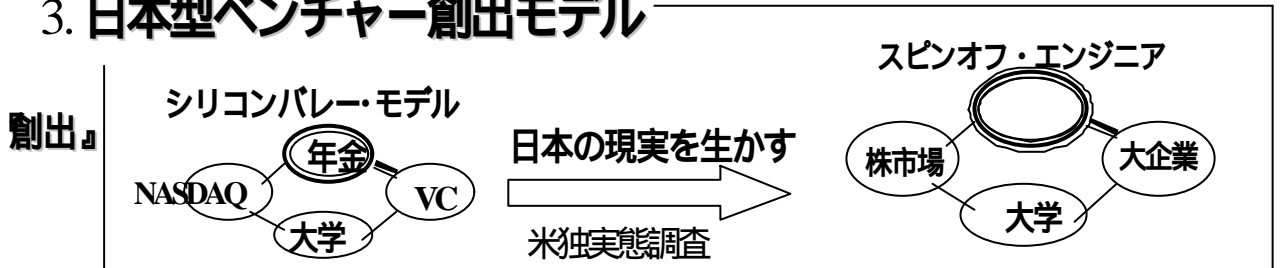 3. 日本型ベンチャー創出モデル
創出』
シリコンバレー・モデル
年金
NASDAQ
VC
大学
日本の現実を生かす
米独実態調査
スピンオフ・エンジニア
株市場
大企業
大学